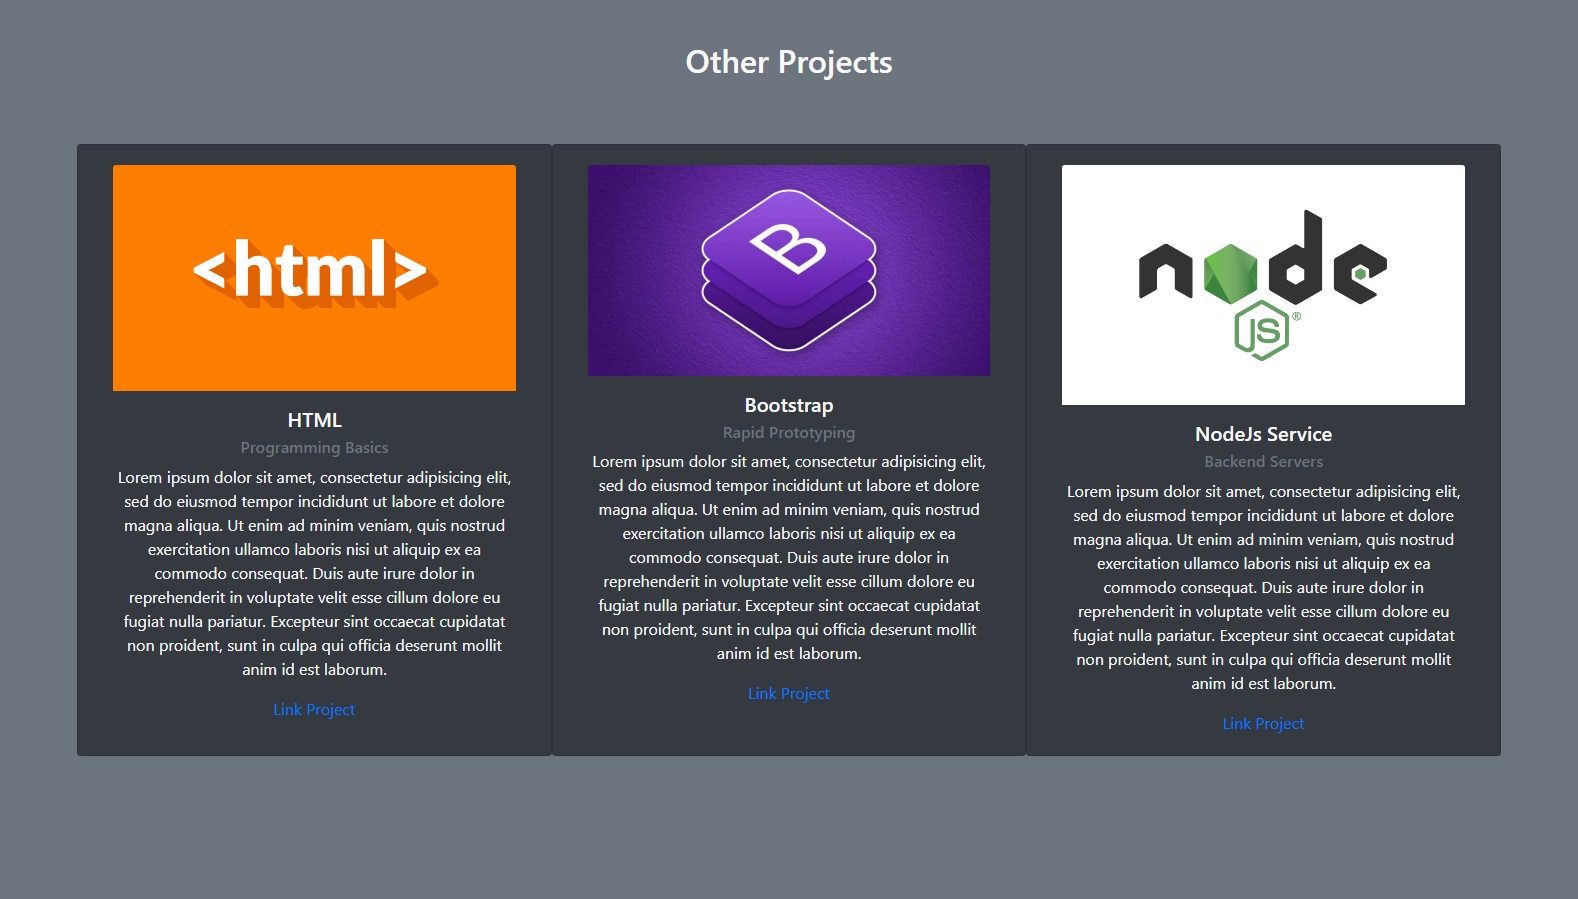 Other Projects
<html>
HTML
Programming Basics
Lorem ipsum dolor sit amet, consectetur adipisicing elit,
sed do eiusmod tempor incididunt ut labore et dolore
magna aliqua. Ut enim ad minim veniam, quis nostrud
exercitation ullamco laboris nisi ut aliquip ex ea
commodo consequat. Duis aute irure dolor in
reprehenderit in voluptate velit esse cillum dolore eu
fugiat nulla pariatur. Excepteur sint occaecat cupidatat
non proident, sunt in culpa qui officia deserunt mollit
anim id est laborum.
Link Project
B
Bootstrap
Rapid Prototyping
Lorem ipsum dolor sit amet, consectetur adipisicing elit,
sed do eiusmod tempor incididunt ut labore et dolore
magna aliqua. Ut enim ad minim veniam, quis nostrud
exercitation ullamco laboris nisi ut aliquip ex ea
commodo consequat. Duis aute irure dolor in
reprehenderit in voluptate velit esse cillum dolore eu
fugiat nulla pariatur. Excepteur sint occaecat cupidatat
non proident, sunt in culpa qui officia deserunt mollit
anim id est laborum.
Link Project
node
JS®
NodeJs Service
Backend Servers
Lorem ipsum dolor sit amet, consectetur adipisicing elit,
sed do eiusmod tempor incididunt ut labore et dolore
magna aliqua. Ut enim ad minim veniam, quis nostrud
exercitation ullamco laboris nisi ut aliquip ex ea
commodo consequat. Duis aute irure dolor in
reprehenderit in voluptate velit esse cillum dolore eu
fugiat nulla pariatur. Excepteur sint occaecat cupidatat
non proident, sunt in culpa qui officia deserunt mollit
anim id est laborum.
Link Project